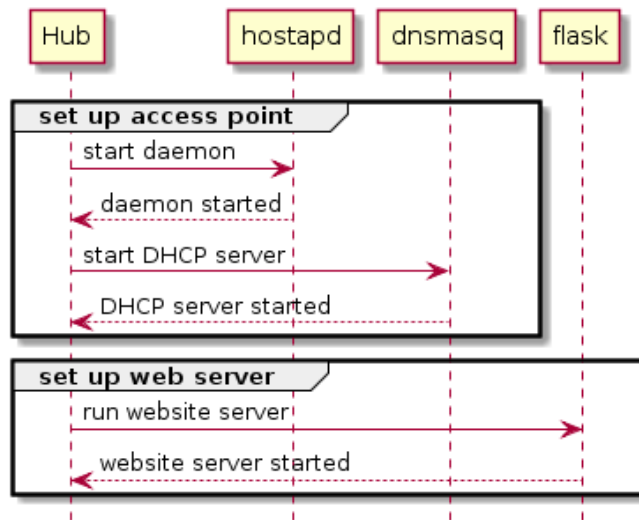 Hub hostapd dnsmasq flask
set up access point
start daemon
daemon started
start DHCP server
DHCP server started
set up web server
run website server
website server started